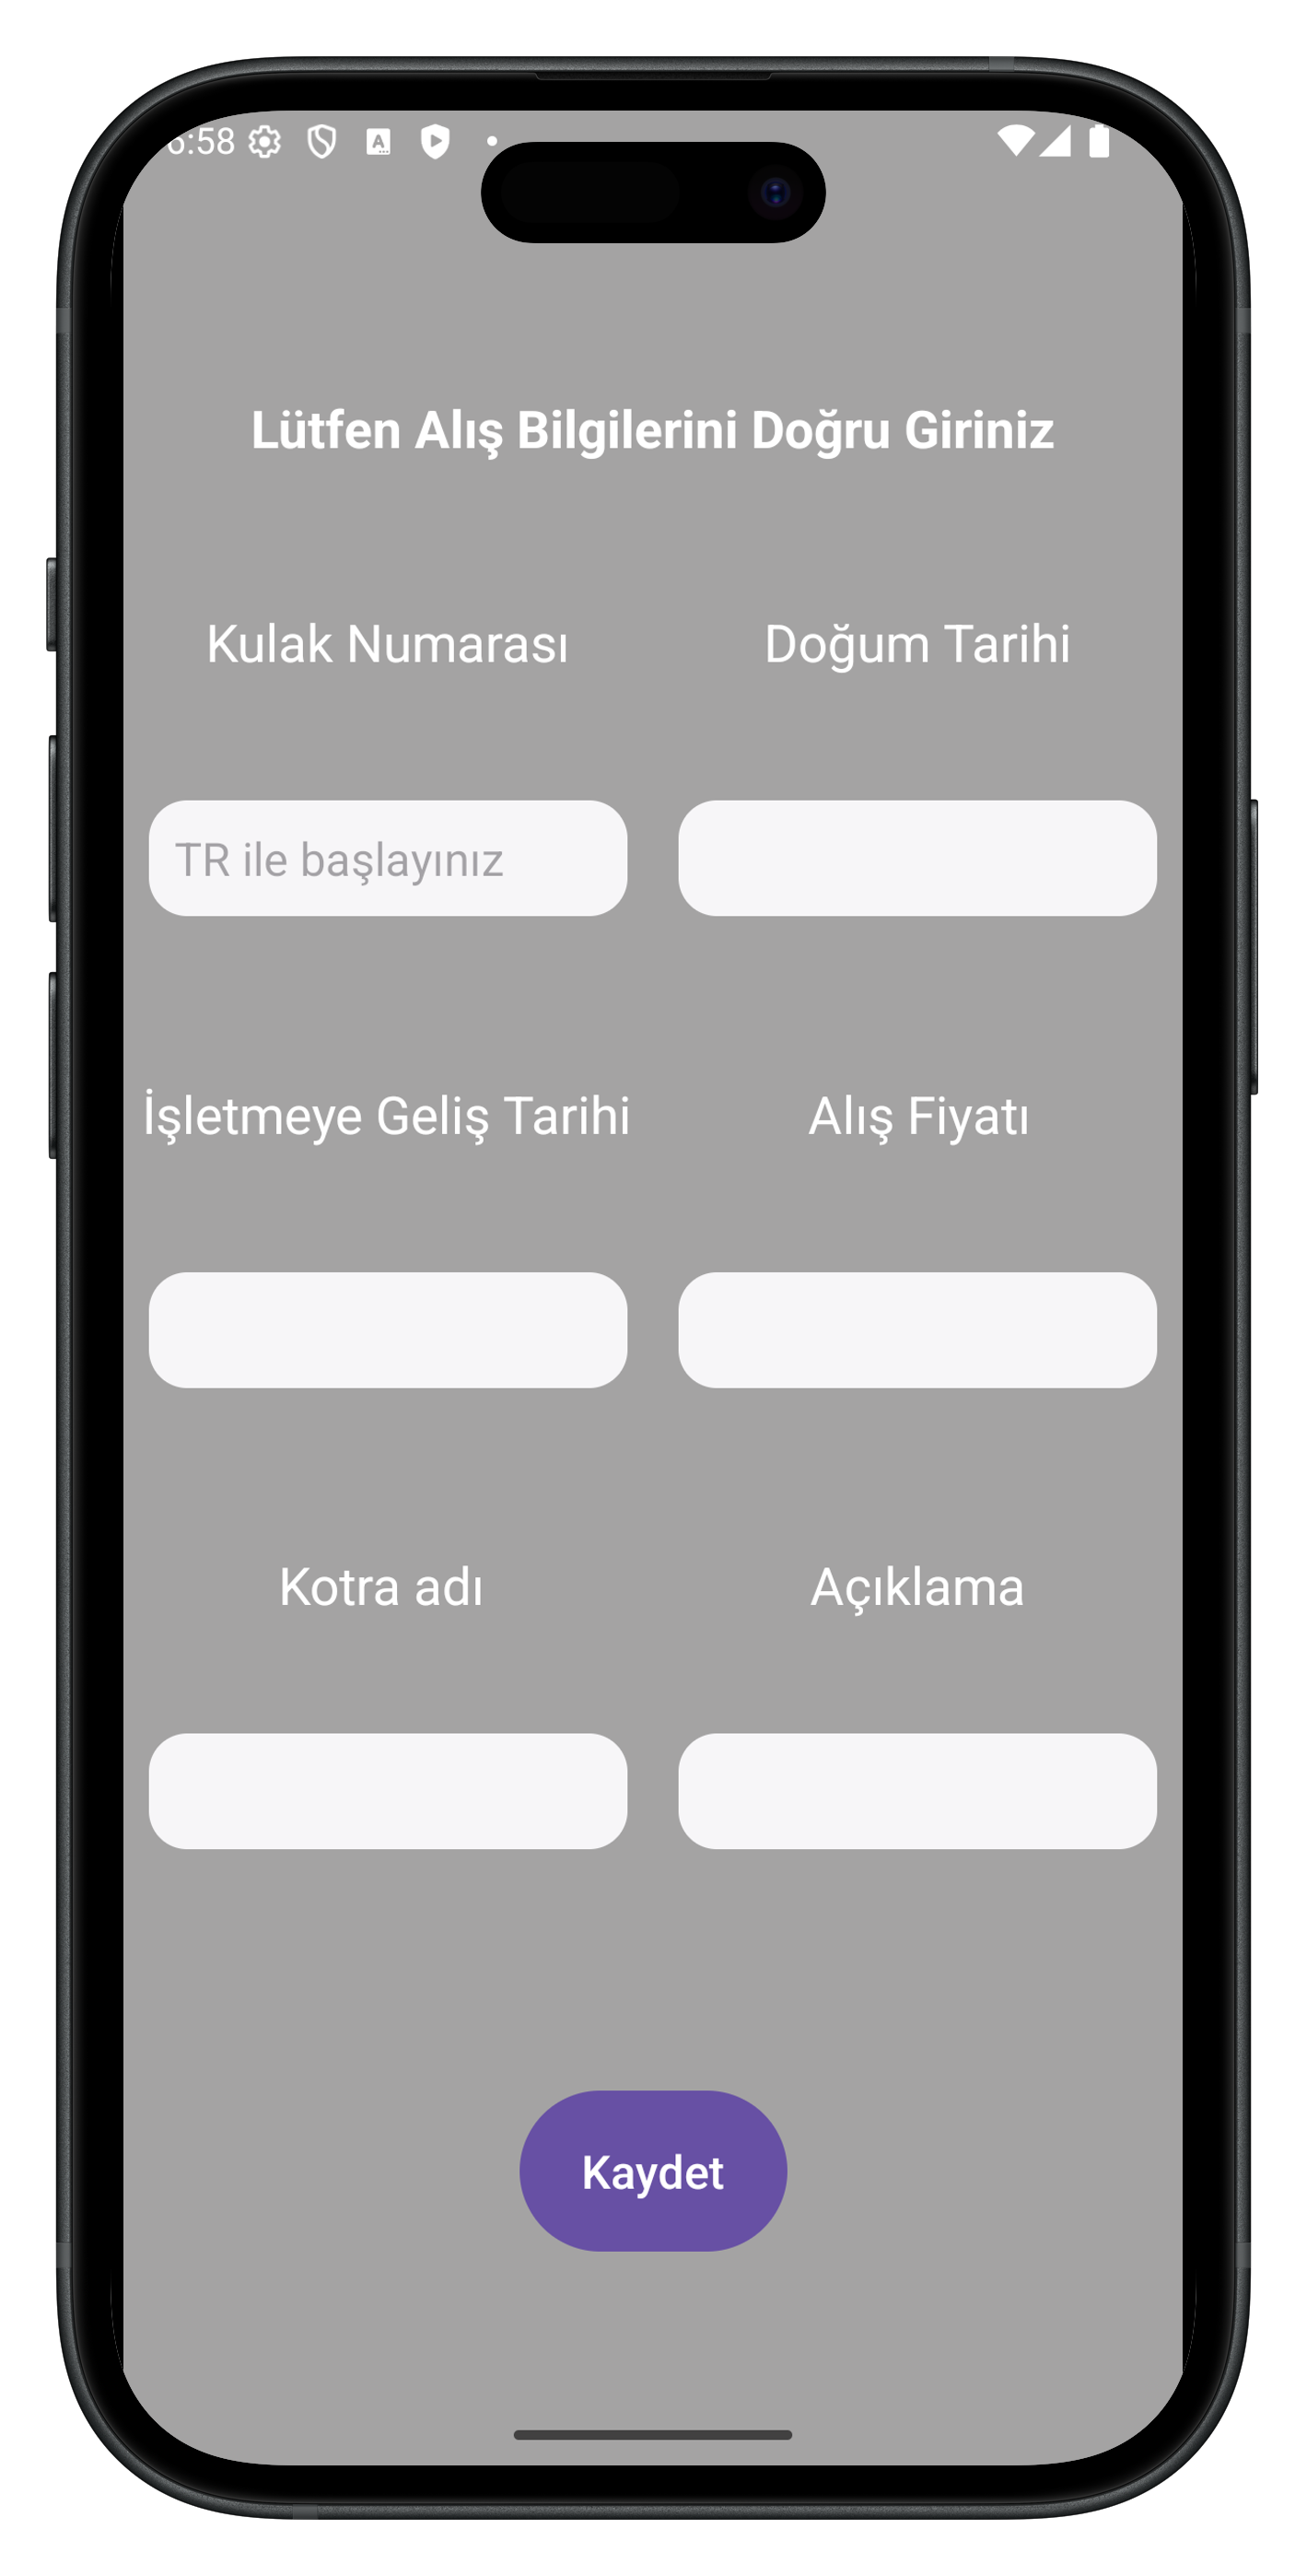 :58
Lütfen Alış Bilgilerini Doğru Giriniz
Kulak Numarası Doğum Tarihi
TR ile başlayınız
İşletmeye Geliş Tarihi Alış Fiyatı
Kotra adı Açıklama
Kaydet